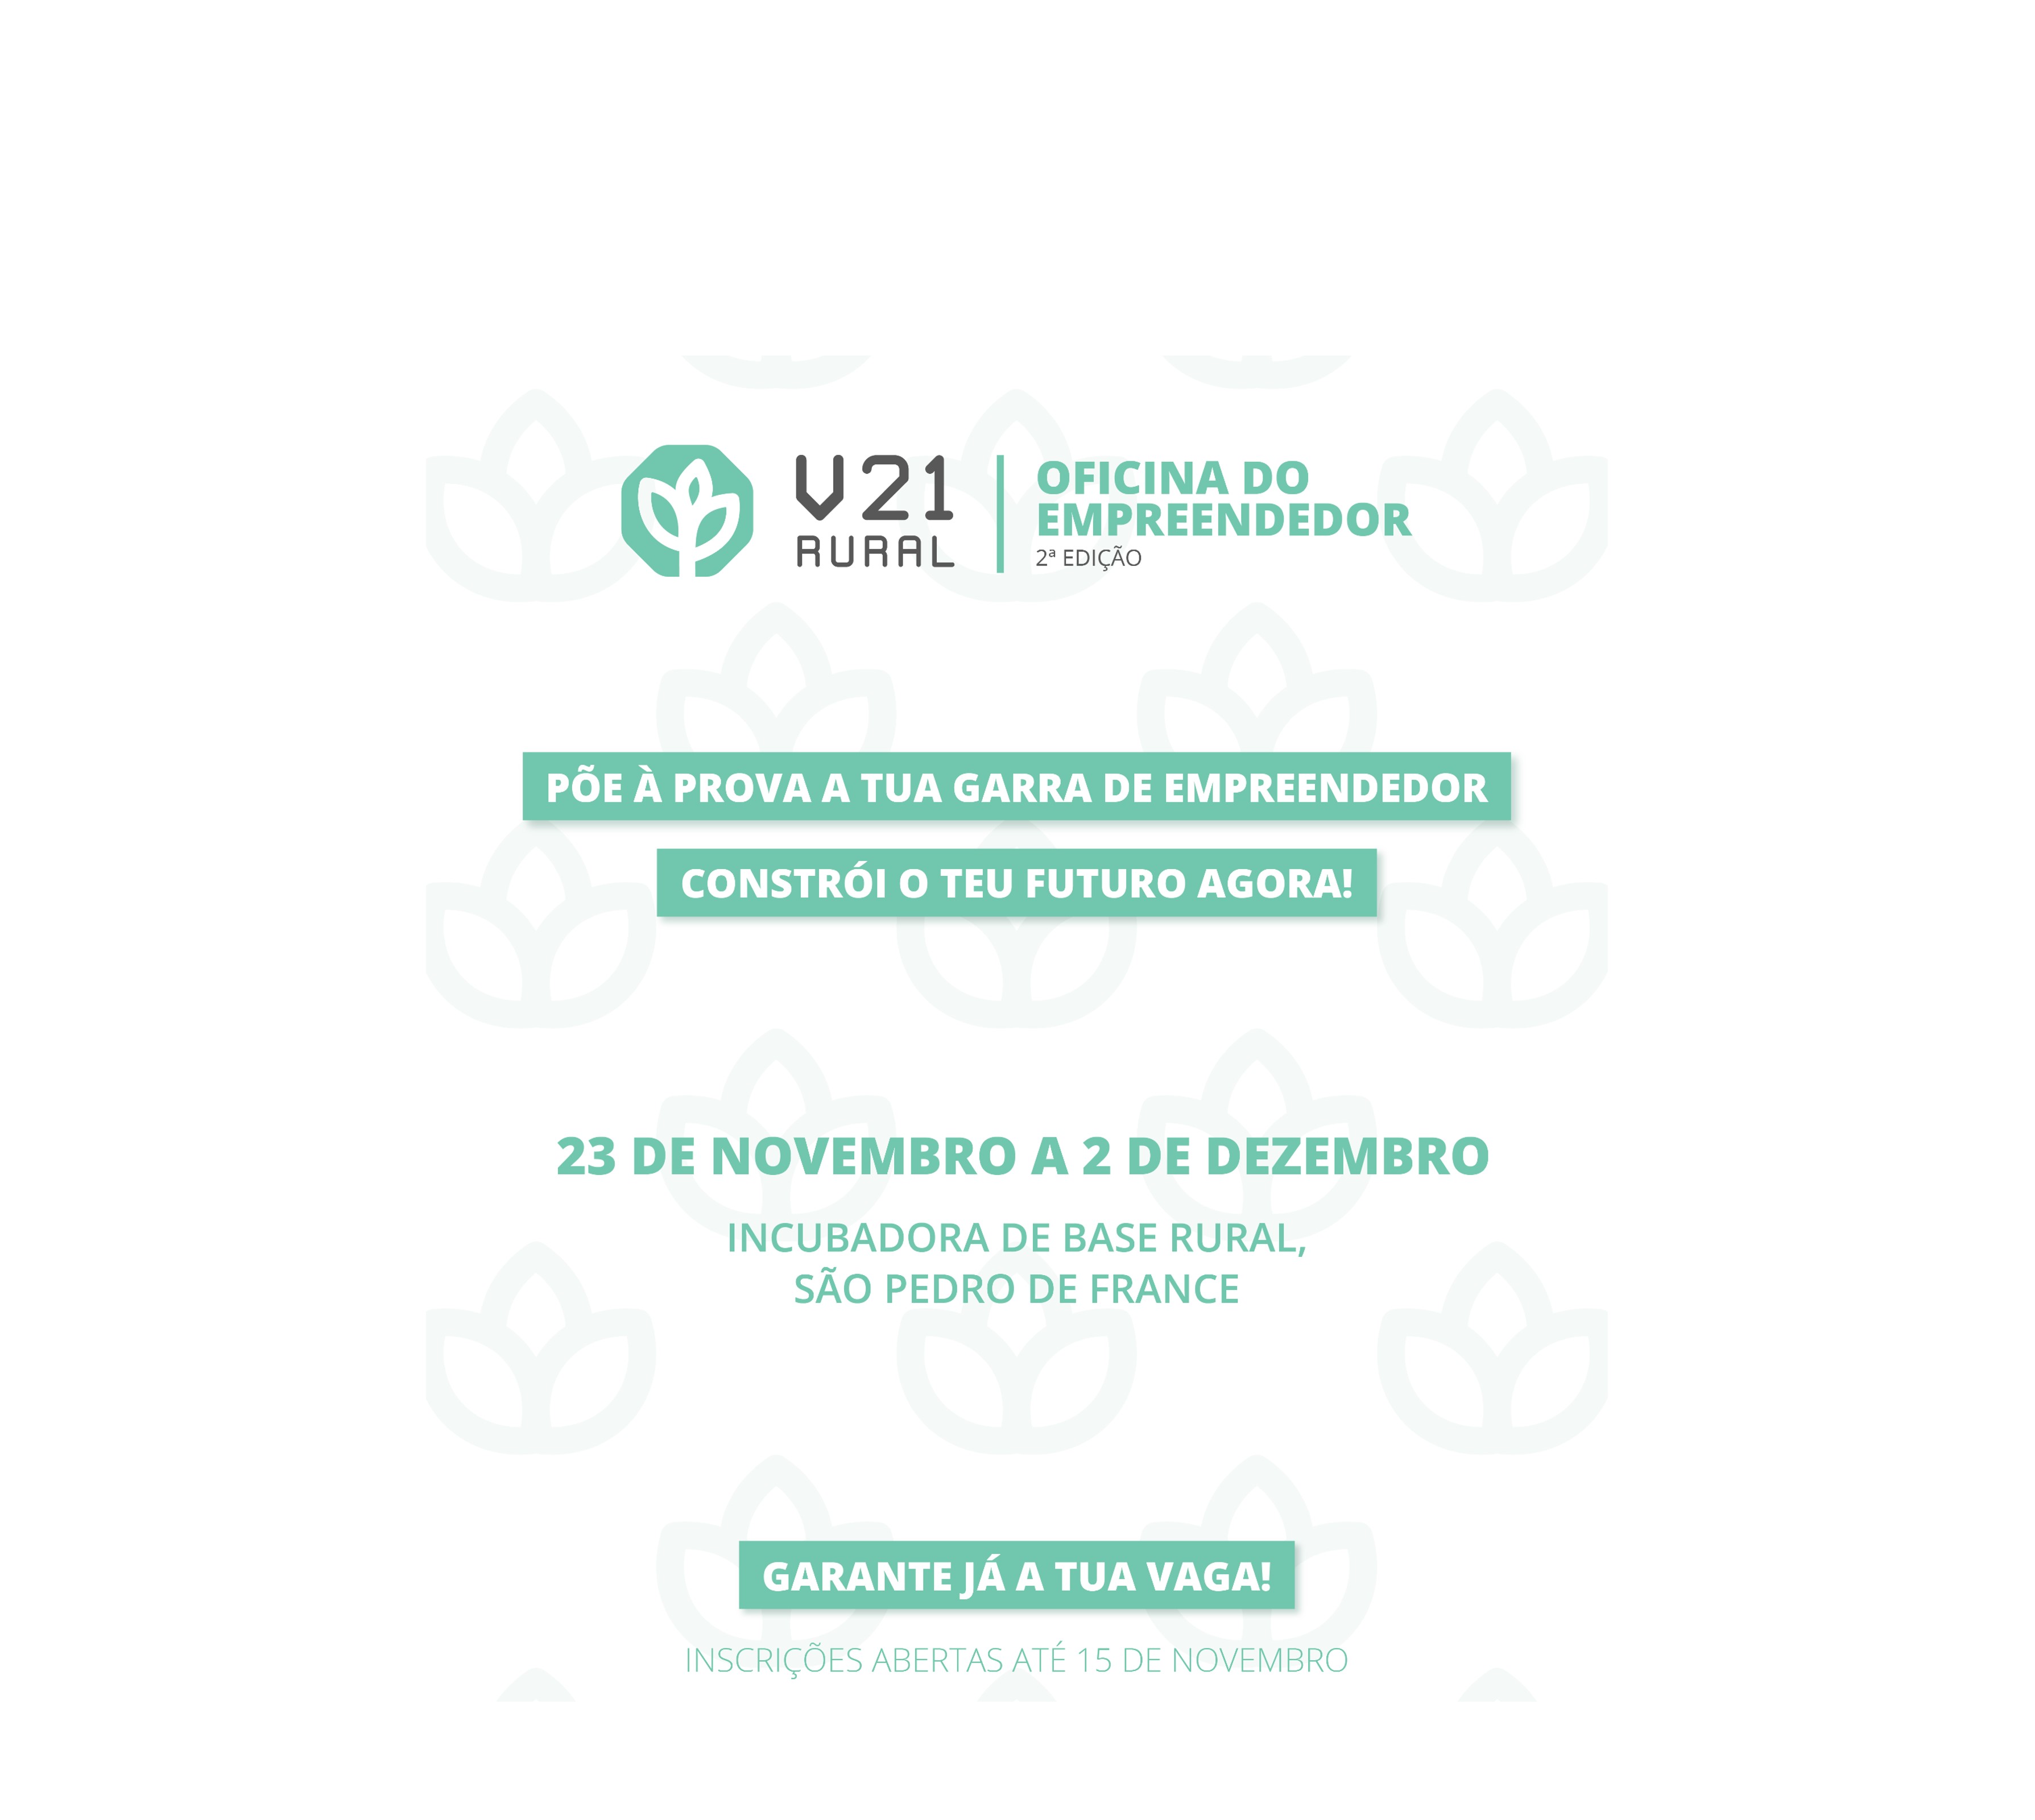 V21
RURAL
OFICINA DO
EMPREENDEDOR
2ª EDIÇÃO
PÕE À PROVA A TUA GARRA DE EMPREENDEDOR
CONSTRÓI O TEU FUTURO AGORA!
23 DE NOVEMBRO A 2 DE DEZEMBRO
INCUBADORA DE BASE RURAL,
SÃO PEDRO DE FRANCE
GARANTE JÁ A TUA VAGA!
INSCRIÇÕES ABERTAS ATÉ 15 DE NOVEMBRO